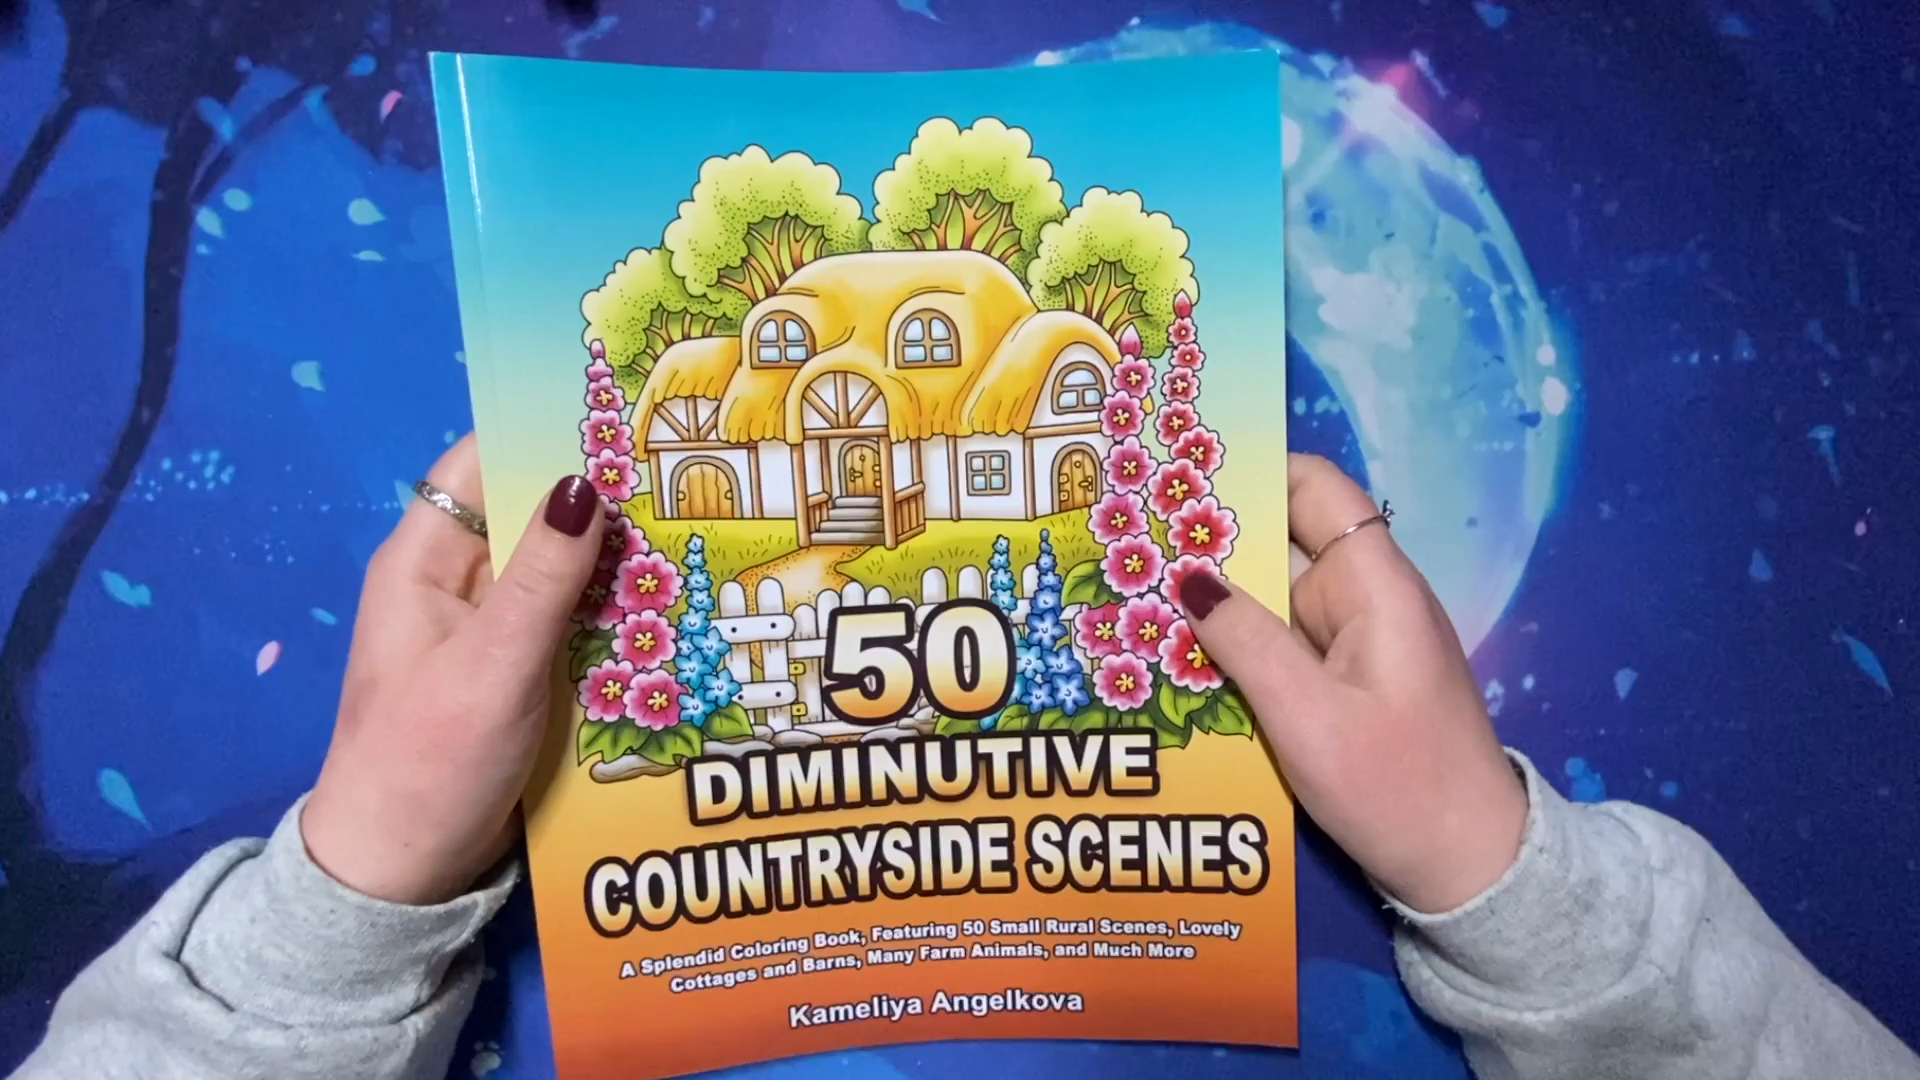 50
DIMINUTIVE
COUNTRYSIDE SCENES
A Splendid Coloring Book, Featuring 50 Small Rural Scenes, Lovely
Cottages and Barns, Many Farm Animals, and Much More
Kameliya Angelkova